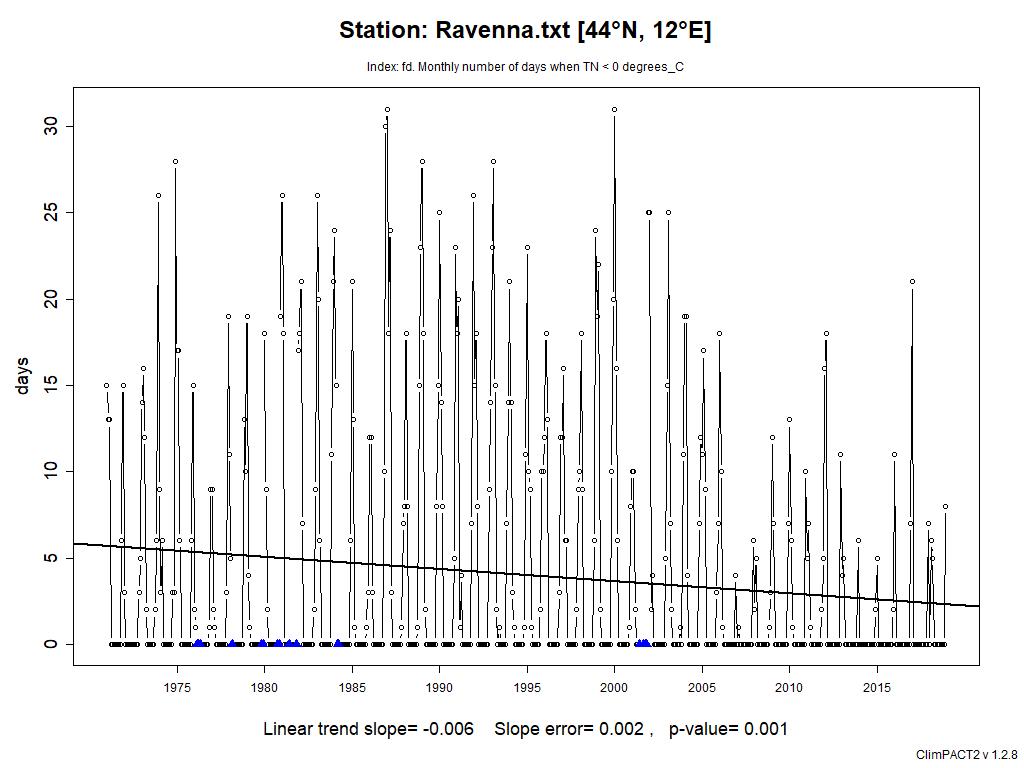 Station: Ravenna.txt [44°N, 12°E]
Index: fd. Monthly number of days when TN < 0 degrees_C
30
25
20
15
10
5
0
days
1975 1980 1985 1990 1995 2000 2005 2010 2015
Linear trend slope= -0.006 Slope error= 0.002 , p-value= 0.001
ClimPACT2 v 1.2.8